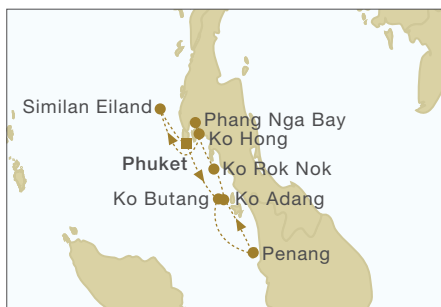 Similan Eiland
Phang Nga Bay
Ko Hong
Phuket
Ko Rok Nok
Ko Butang
Ko Adang
Penang